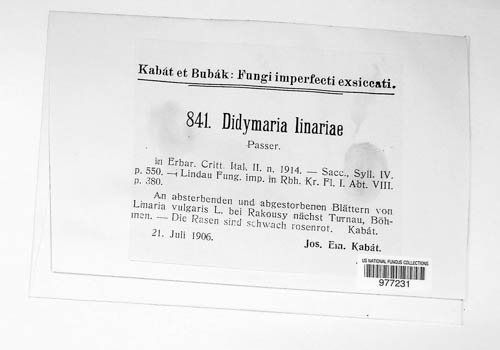 Kabát et Bubák: Fungi imperfecti exsiccati.
841. Didymaria linariae
Passer.
in Erbar. Critt. Ital. II. n. 1914. — Sacc., Syll. IV.
p. 550. — Lindau Fung. imp. in Rbh. Kr. Fl. I. Abt. VIII.
p. 380.
An absterbenden und abgestorbenen Blättern von
Linaria vulgaris L. bei Rakousy nächst Turnau, Böh-
men. — Die Rasen sind schwach rosenrot. Kabát.
21. Juli 1906. Jos. Em. Kabát.
US NATIONAL FUNGUS COLLECTIONS
977231